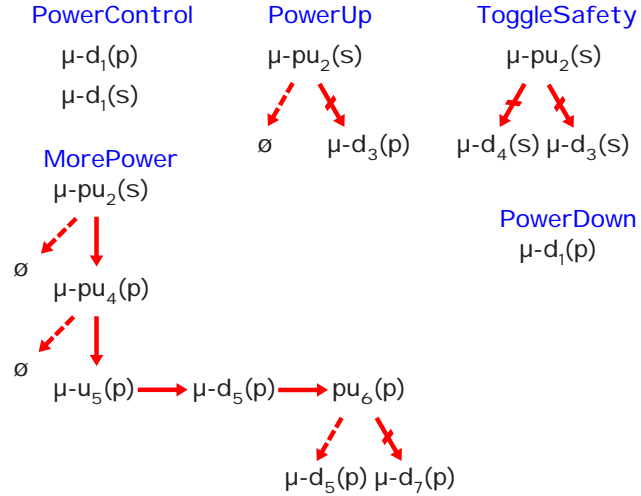 PowerControl PowerUp ToggleSafety
μ-d₁(p) μ-pu₂(s) μ-pu₂(s)
μ-d₁(s)
ø μ-d₃(p) μ-d₄(s) μ-d₃(s)
MorePower
μ-pu₂(s)
PowerDown
μ-d₁(p)
ø
μ-pu₄(p)
ø
μ-u₅(p) μ-d₅(p) pu₆(p)
μ-d₅(p) μ-d₇(p)